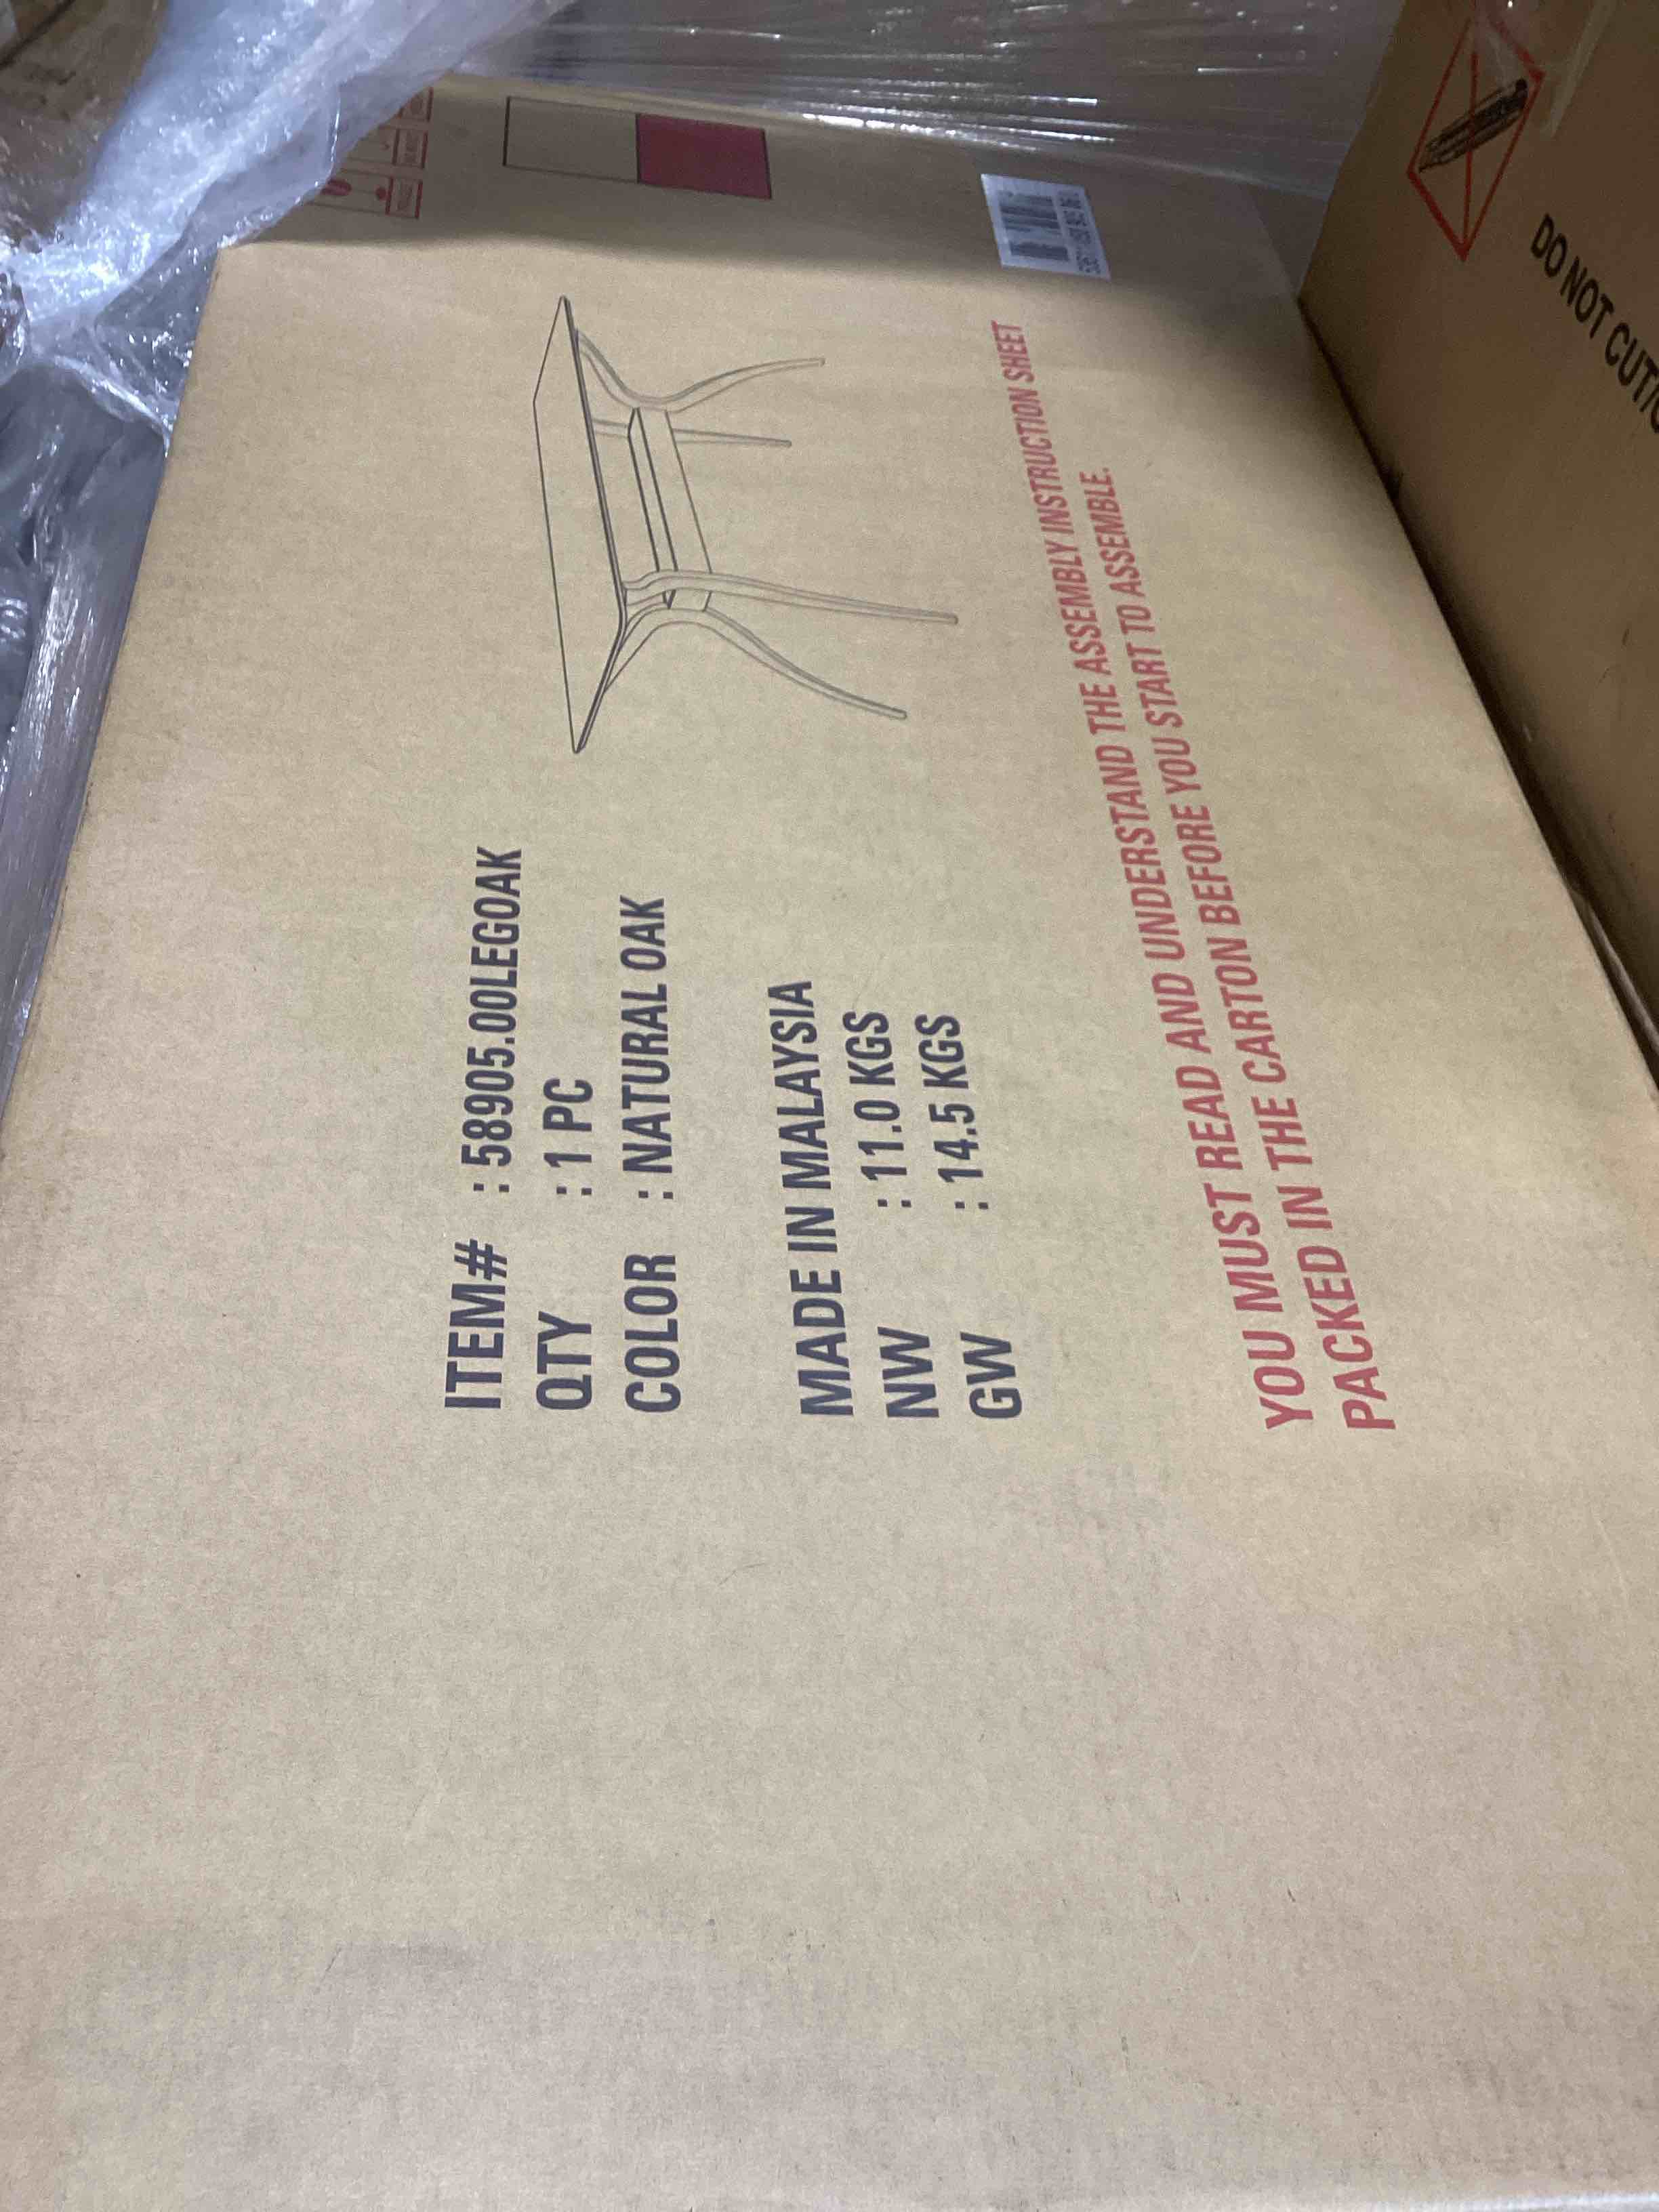 ITEM# : 58905.00LEGOAK
QTY : 1 PC
COLOR : NATURAL OAK
MADE IN MALAYSIA
NW : 11.0 KGS
GW : 14.5 KGS
YOU MUST READ AND UNDERSTAND THE ASSEMBLY INSTRUCTION SHEET
PACKED IN THE CARTON BEFORE YOU START TO ASSEMBLE.
DO NOT CUT